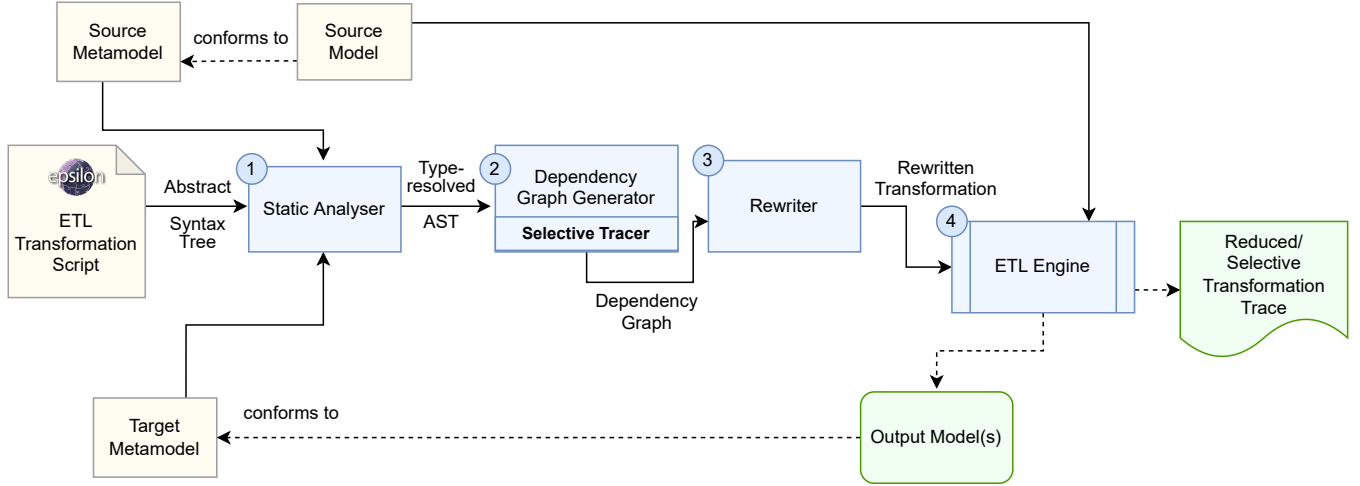 Source
Metamodel
conforms to
Source
Model
epsilon
ETL
Transformation
Script
Abstract
Syntax
Tree
1
Static Analyser
Type-
resolved
AST
2
Dependency
Graph Generator
Selective Tracer
Dependency
Graph
3
Rewriter
Rewritten
Transformation
4
ETL Engine
Reduced/
Selective
Transformation
Trace
Target
Metamodel
conforms to
Output Model(s)